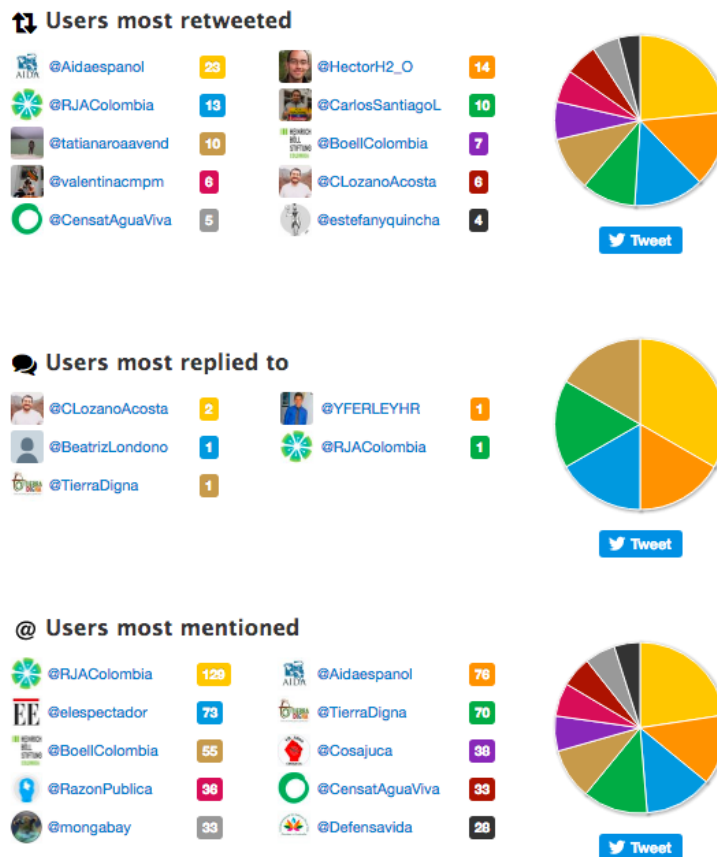 Users most retweeted
@Aidaespanol 23 @HectorH2_O 14
@RJAColombia 13 @CarlosSantiagoL 10
@tatianaroaavend 10 @BoellColombia 7
@valentinacmpm 6 @CLozanoAcosta 6
@CensatAguaViva 5 @estefanyquincha 4
Tweet
Users most replied to
@CLozanoAcosta 2 @YFERLEYHR 1
@BeatrizLondono 1 @RJAColombia 1
@TierraDigna 1
Tweet
@ Users most mentioned
@RJAColombia 129 AIDA @Aidaespanol 76
EE @elespectador 73 @TierraDigna 70
@BoellColombia 55 @Cosajuca 38
@RazonPublica 36 @CensatAguaViva 33
@mongabay 33 @Defensavida 28
Tweet